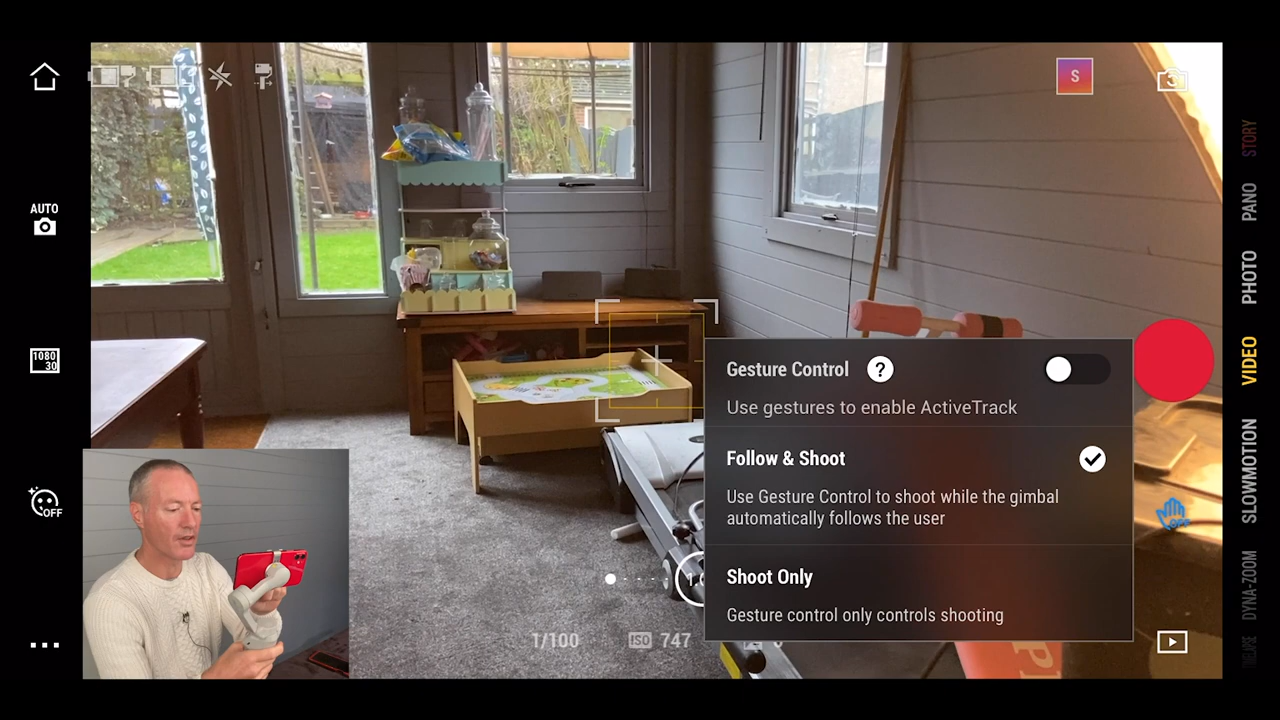 AUTO
1080
30
OFF
S
Gesture Control ?
Use gestures to enable ActiveTrack
Follow & Shoot
Use Gesture Control to shoot while the gimbal
automatically follows the user
Shoot Only
Gesture control only controls shooting
1/100
ISO 747
STORY
PANO
PHOTO
VIDEO
SLOWMOTION
DYNA-ZOOM
OFF